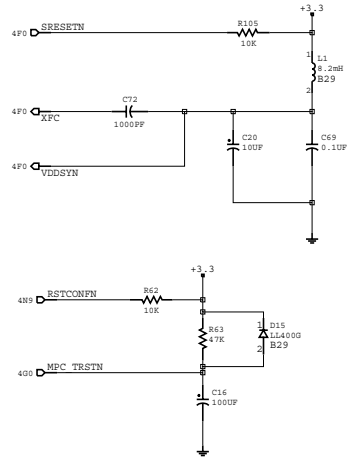 +3.3
4F0 SRESETN R105
10K
1 L1
8.2mH
B29
2
4F0 XFC C72
1000PF
C20
10UF
C69
0.1UF
4F0 VDDSYN
+3.3
4N9 RSTCONFN R62
10K
R63
47K
1 D15
LL400G
2 B29
4G0 MPC TRSTN
C16
100UF